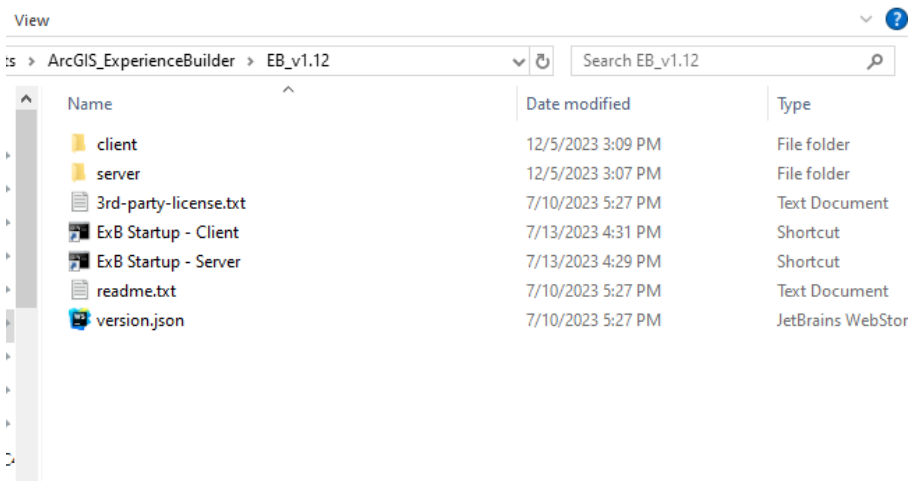 View
ts > ArcGIS_ExperienceBuilder > EB_v1.12 Search EB_v1.12
Name Date modified Type
client 12/5/2023 3:09 PM File folder
server 12/5/2023 3:07 PM File folder
3rd-party-license.txt 7/10/2023 5:27 PM Text Document
ExB Startup - Client 7/13/2023 4:31 PM Shortcut
ExB Startup - Server 7/13/2023 4:29 PM Shortcut
readme.txt 7/10/2023 5:27 PM Text Document
version.json 7/10/2023 5:27 PM JetBrains WebStor